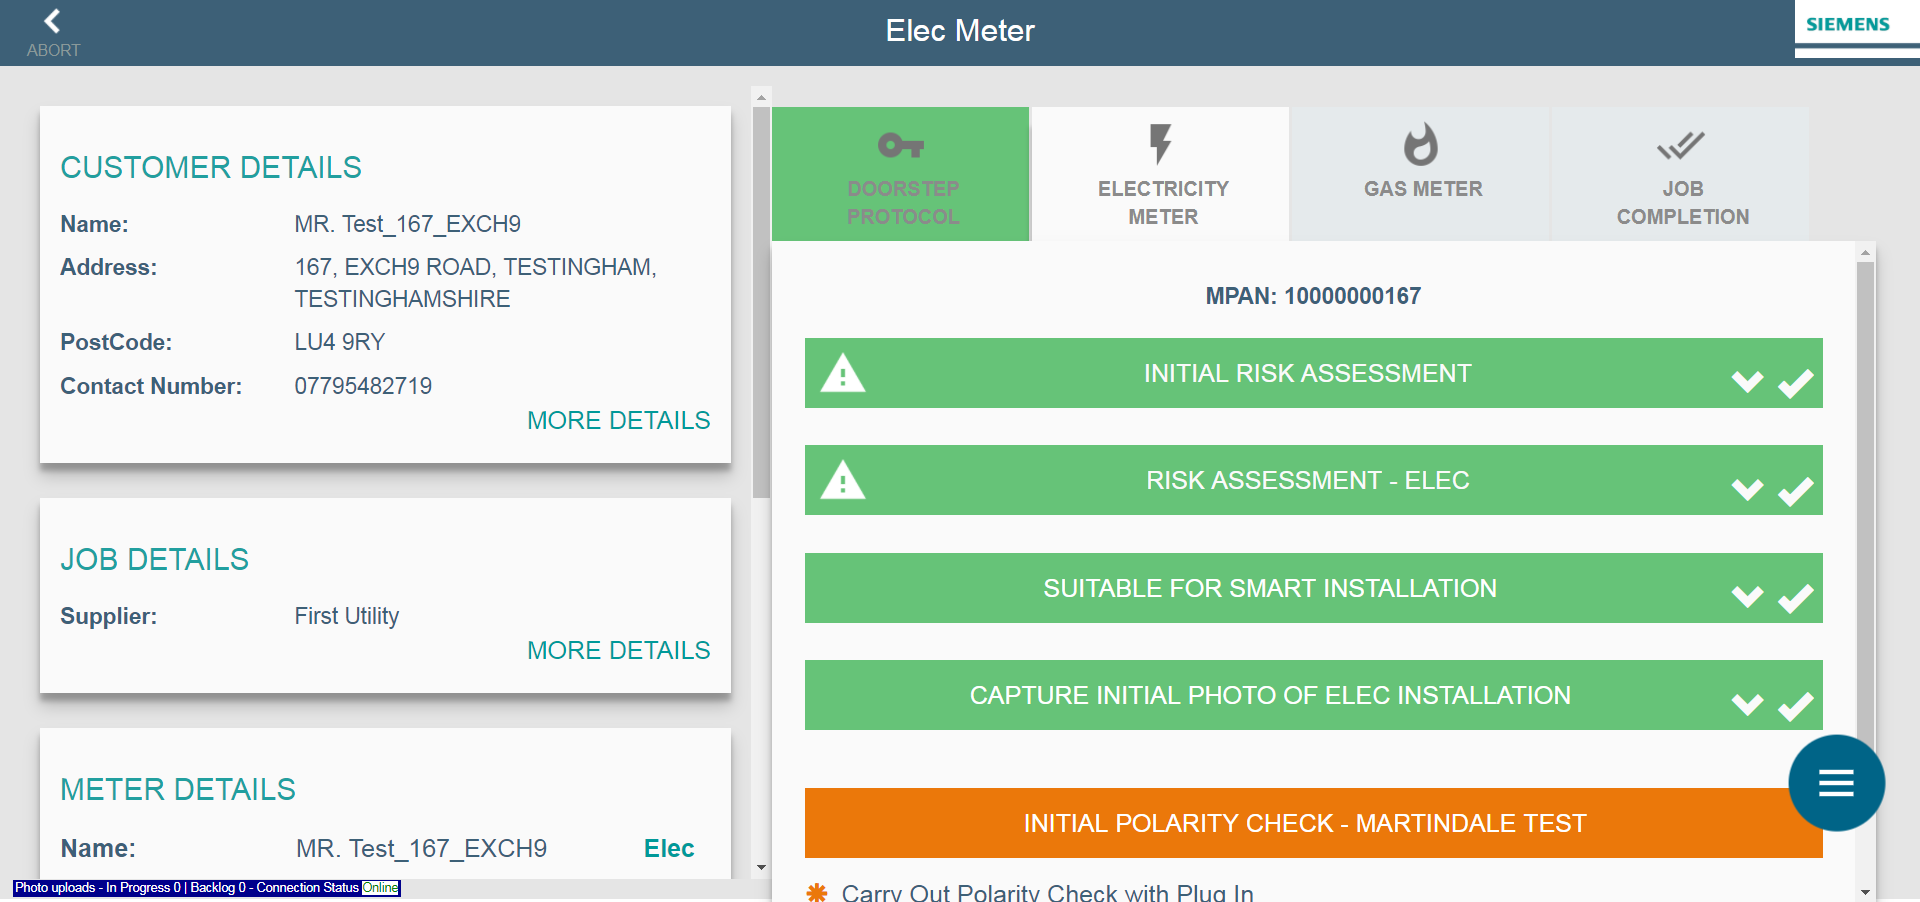 ABORT
Elec Meter
SIEMENS
CUSTOMER DETAILS
Name: MR. Test_167_EXCH9
Address: 167, EXCH9 ROAD, TESTINGHAM,
TESTINGHAMSHIRE
PostCode: LU4 9RY
Contact Number: 07795482719
MORE DETAILS
JOB DETAILS
Supplier: First Utility
MORE DETAILS
METER DETAILS
Name: MR. Test_167_EXCH9 Elec
Photo uploads - In Progress 0 | Backlog 0 - Connection Status Online
DOORSTEP
PROTOCOL
ELECTRICITY
METER
GAS METER
JOB
COMPLETION
MPAN: 10000000167
INITIAL RISK ASSESSMENT
RISK ASSESSMENT - ELEC
SUITABLE FOR SMART INSTALLATION
CAPTURE INITIAL PHOTO OF ELEC INSTALLATION
INITIAL POLARITY CHECK - MARTINDALE TEST
Carry Out Polarity Check with Plug In